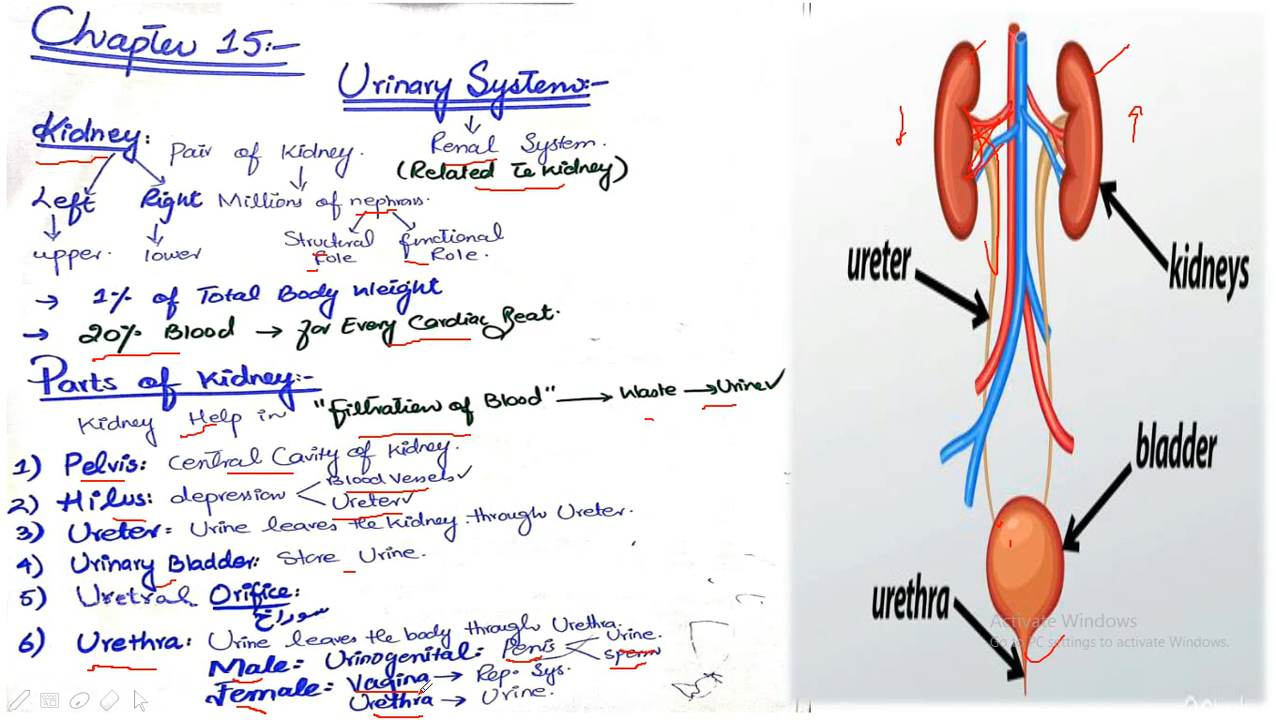 Chapter 15:-
Urinary System:-
Kidney:
Pair of Kidney.
Renal System.
(Related to kidney)
Left Right Millions of nephrons.
upper. lower
Structural Role
functional Role.
→ 1% of Total Body Weight
→ 20% Blood → for Every Cardiac Beat.
Parts of Kidney:-
Kidney Help in "filtration of Blood" → Waste → Urine ✓
1) Pelvis: Central Cavity of kidney.
2) Hilus: depression
Blood vessels ✓
Ureter ✓
3) Ureter: Urine leaves the Kidney through Ureter.
4) Urinary Bladder: Store Urine.
5) Uretral Orifice:
سوراخ
6) Urethra: Urine leaves the body through Urethra.
Male: Urinogenital: Penis
Urine.
sperm
Female: Vagina → Rep. Sys.
Urethra → Urine.
ureter
kidneys
bladder
urethra
Activate Windows
Go to PC settings to activate Windows.